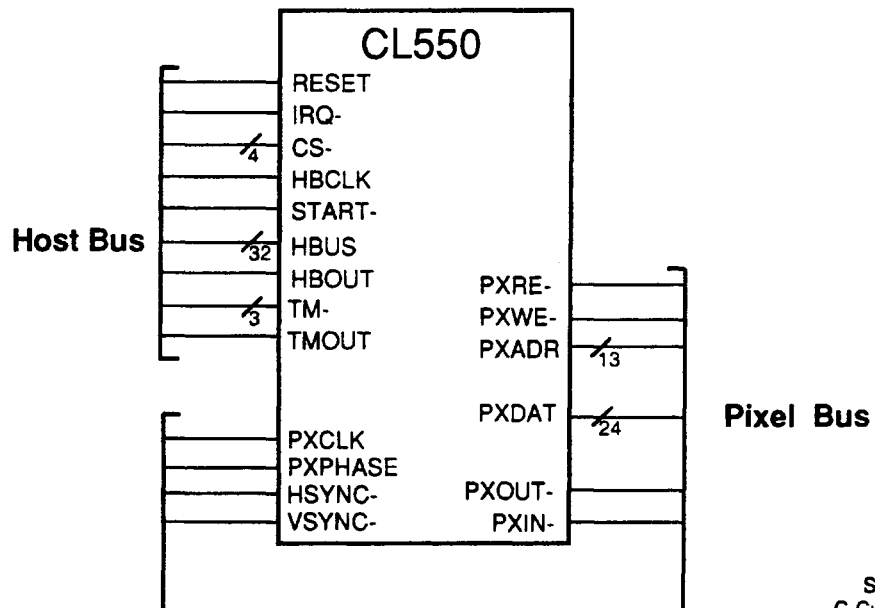 CL550
RESET
IRQ-
4 CS-
HBCLK
START-
Host Bus
32 HBUS
HBOUT
3 TM-
TMOUT
PXRE-
PXWE-
PXADR 13
PXDAT 24
Pixel Bus
PXCLK
PXPHASE
HSYNC-
VSYNC-
PXOUT-
PXIN-